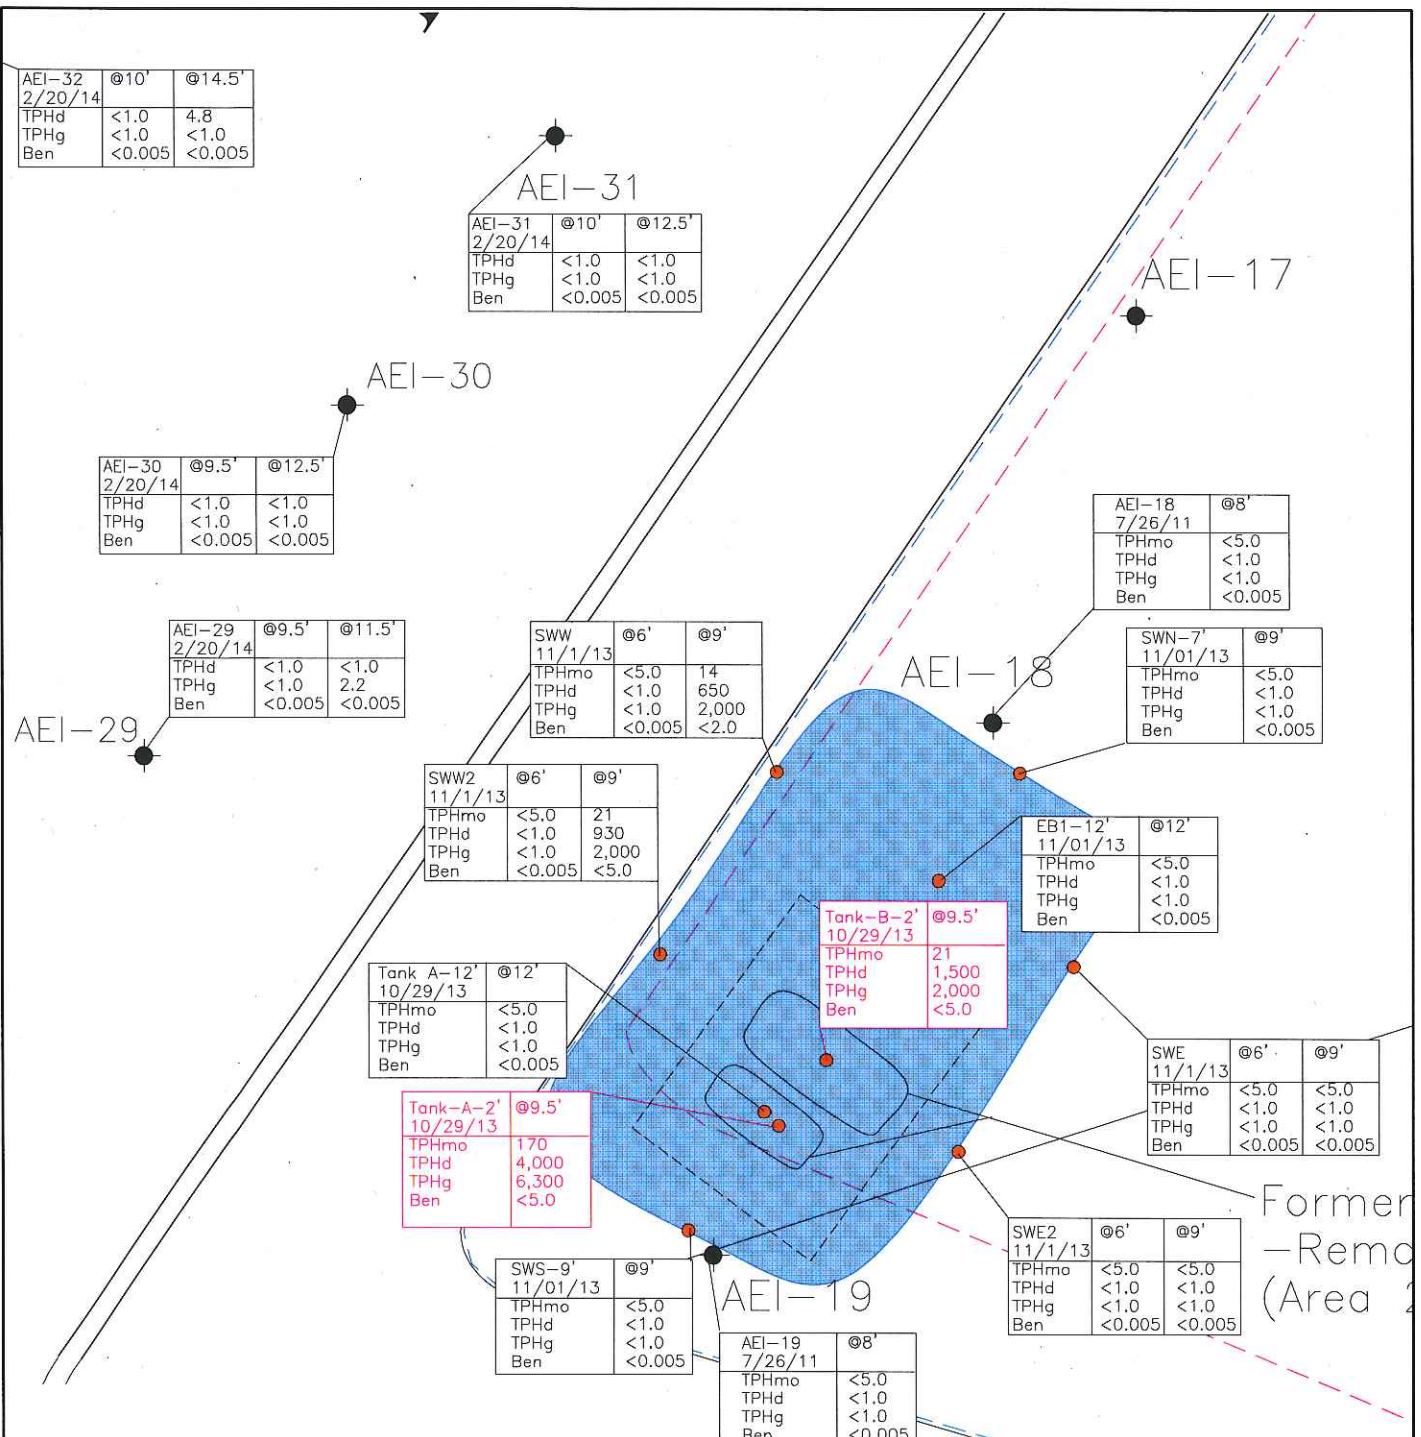 AEI-32 @10' @14.5'
2/20/14
TPHd <1.0 4.8
TPHg <1.0 <1.0
Ben <0.005 <0.005
AEI-31
AEI-31 @10' @12.5'
2/20/14
TPHd <1.0 <1.0
TPHg <1.0 <1.0
Ben <0.005 <0.005
AEI-17
AEI-30
AEI-30 @9.5' @12.5'
2/20/14
TPHd <1.0 <1.0
TPHg <1.0 <1.0
Ben <0.005 <0.005
AEI-18 @8'
7/26/11
TPHmo <5.0
TPHd <1.0
TPHg <1.0
Ben <0.005
AEI-29 @9.5' @11.5'
2/20/14
TPHd <1.0 <1.0
TPHg <1.0 2.2
Ben <0.005 <0.005
AEI-29
SWW @6' @9'
11/1/13
TPHmo <5.0 14
TPHd <1.0 650
TPHg <1.0 2,000
Ben <0.005 <2.0
AEI-18
SWN-7' @9'
11/01/13
TPHmo <5.0
TPHd <1.0
TPHg <1.0
Ben <0.005
SWW2 @6' @9'
11/1/13
TPHmo <5.0 21
TPHd <1.0 930
TPHg <1.0 2,000
Ben <0.005 <5.0
EB1-12' @12'
11/01/13
TPHmo <5.0
TPHd <1.0
TPHg <1.0
Ben <0.005
Tank-B-2' @9.5'
10/29/13
TPHmo 21
TPHd 1,500
TPHg 2,000
Ben <5.0
Tank A-12' @12'
10/29/13
TPHmo <5.0
TPHd <1.0
TPHg <1.0
Ben <0.005
SWE @6' @9'
11/1/13
TPHmo <5.0 <5.0
TPHd <1.0 <1.0
TPHg <1.0 <1.0
Ben <0.005 <0.005
Tank-A-2' @9.5'
10/29/13
TPHmo 170
TPHd 4,000
TPHg 6,300
Ben <5.0
Former
-Remo
(Area 2
SWE2 @6' @9'
11/1/13
TPHmo <5.0 <5.0
TPHd <1.0 <1.0
TPHg <1.0 <1.0
Ben <0.005 <0.005
SWS-9' @9'
11/01/13
TPHmo <5.0
TPHd <1.0
TPHg <1.0
Ben <0.005
AEI-19
AEI-19 @8'
7/26/11
TPHmo <5.0
TPHd <1.0
TPHg <1.0
Ben <0.005